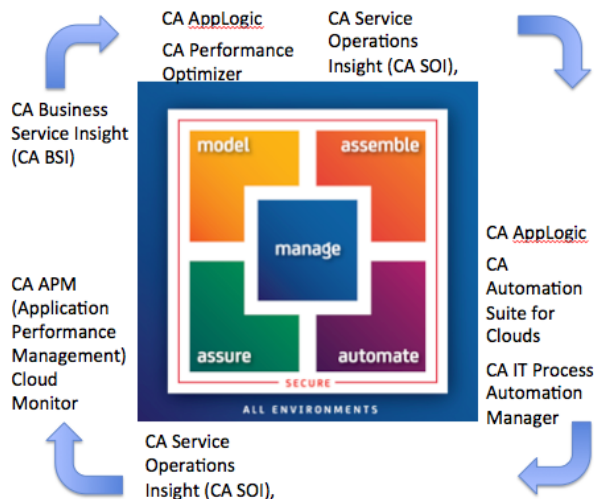 CA AppLogic
CA Performance
Optimizer
CA Service
Operations
Insight (CA SOI),
CA Business
Service Insight
(CA BSI)
model
assemble
manage
assure
automate
SECURE
ALL ENVIRONMENTS
CA AppLogic
CA
Automation
Suite for
Clouds
CA IT Process
Automation
Manager
CA APM
(Application
Performance
Management)
Cloud
Monitor
CA Service
Operations
Insight (CA SOI),